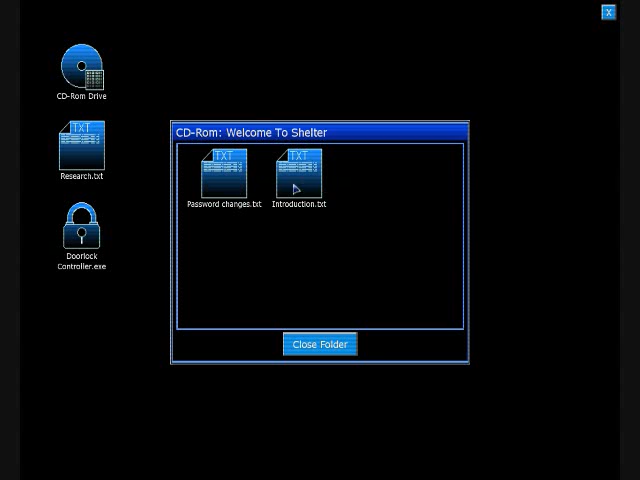 X
CD-Rom Drive
TXT
Research.txt
Doorlock
Controller.exe
CD-Rom: Welcome To Shelter
TXT TXT
Password changes.txt Introduction.txt
Close Folder